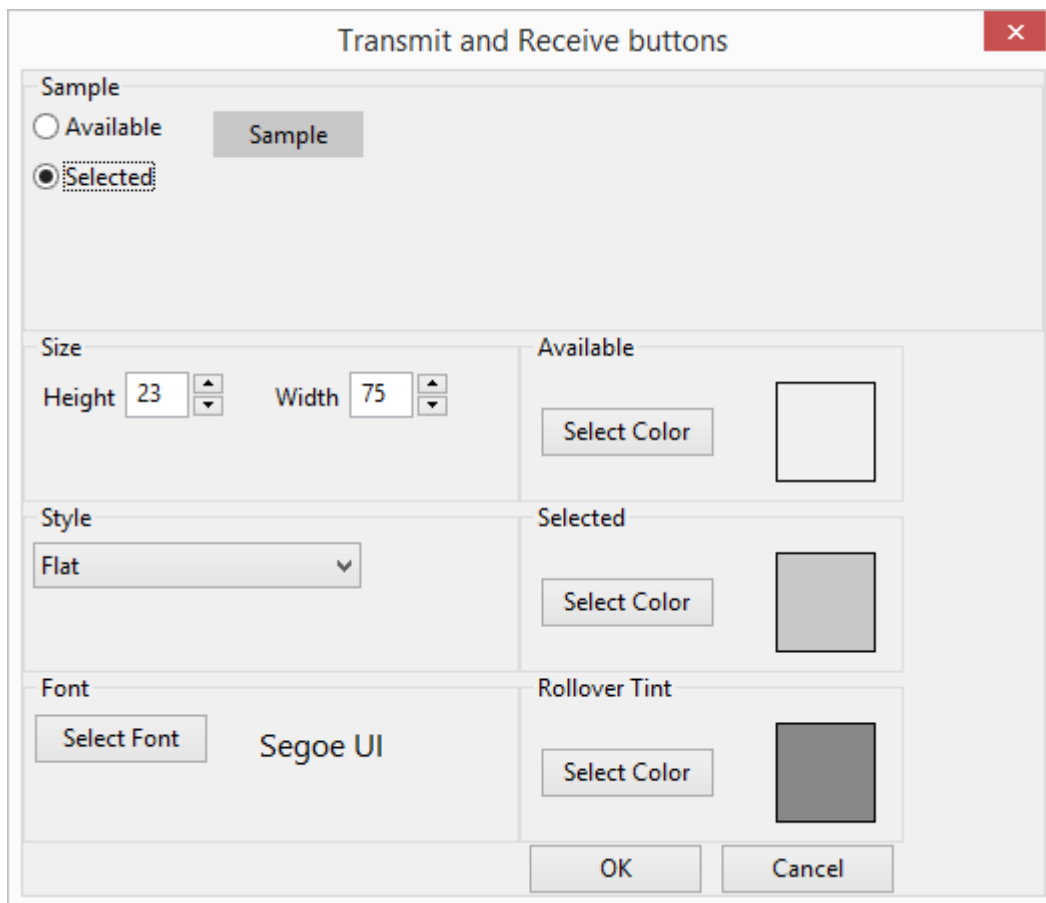 Transmit and Receive buttons
Sample
Available
Sample
Selected
Size
Height 23 Width 75
Available
Select Color
Style
Flat
Selected
Select Color
Font
Select Font Segoe UI
Rollover Tint
Select Color
OK Cancel